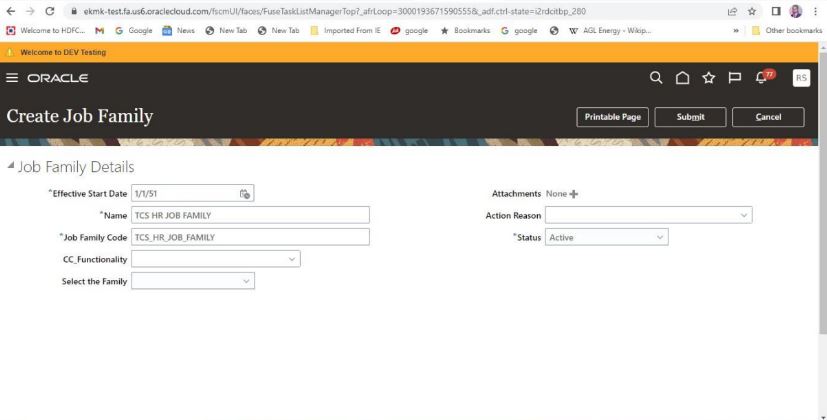 ekmk-test.fa.us6.oraclecloud.com/fscmUI/faces/FuseTaskListManagerTop?_afrLoop=30001936715905558&_adf.ctrl-state=i2rdcitbp_280
Welcome to HDFC... Google News New Tab New Tab Imported From IE google Bookmarks google AGL Energy - Wikip... » Other bookmarks
Welcome to DEV Testing
ORACLE 77 RS
Create Job Family Printable Page Submit Cancel
Job Family Details
*Effective Start Date 1/1/51 Attachments None
*Name TCS HR JOB FAMILY Action Reason
*Job Family Code TCS_HR_JOB_FAMILY *Status Active
CC_Functionality
Select the Family